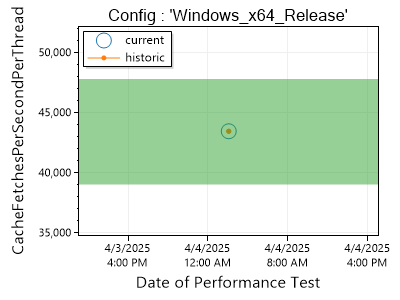 Config : 'Windows_x64_Release'
CacheFetchesPerSecondPerThread
current
historic
50,000
45,000
40,000
35,000
4/3/2025 4/4/2025 4/4/2025 4/4/2025
4:00 PM 12:00 AM 8:00 AM 4:00 PM
Date of Performance Test